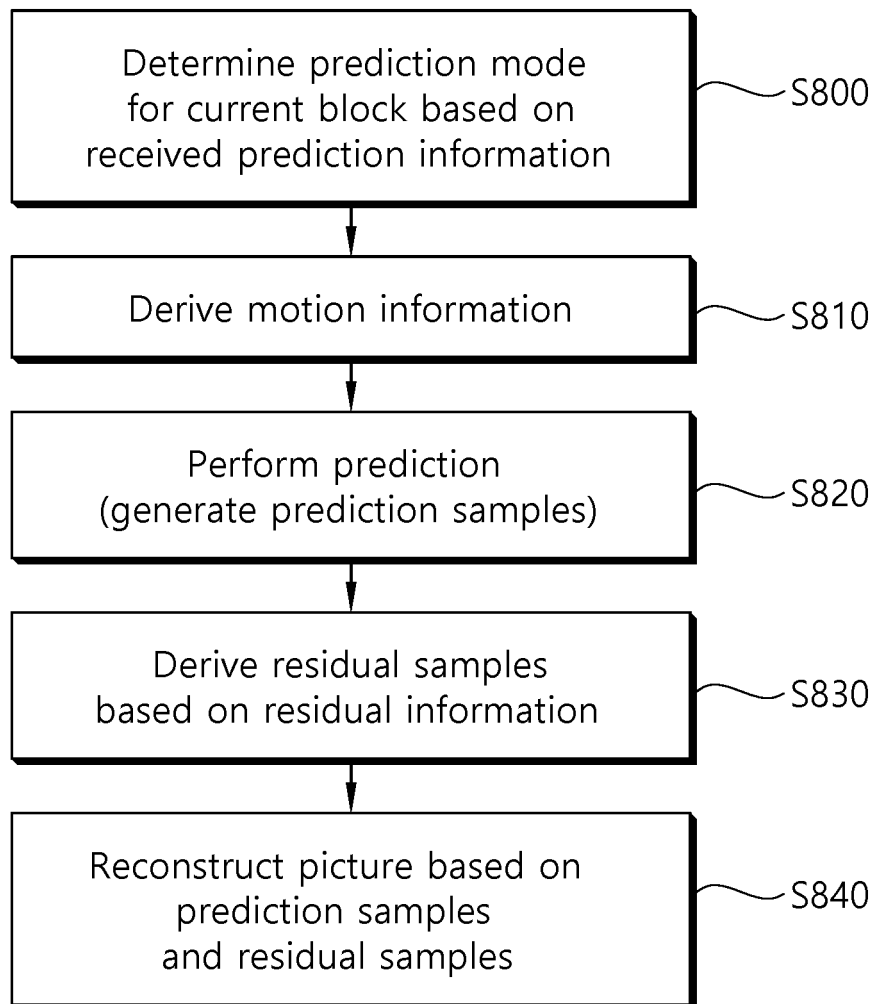 Determine prediction mode
for current block based on
received prediction information
S800
Derive motion information
S810
Perform prediction
(generate prediction samples)
S820
Derive residual samples
based on residual information
S830
Reconstruct picture based on
prediction samples
and residual samples
S840